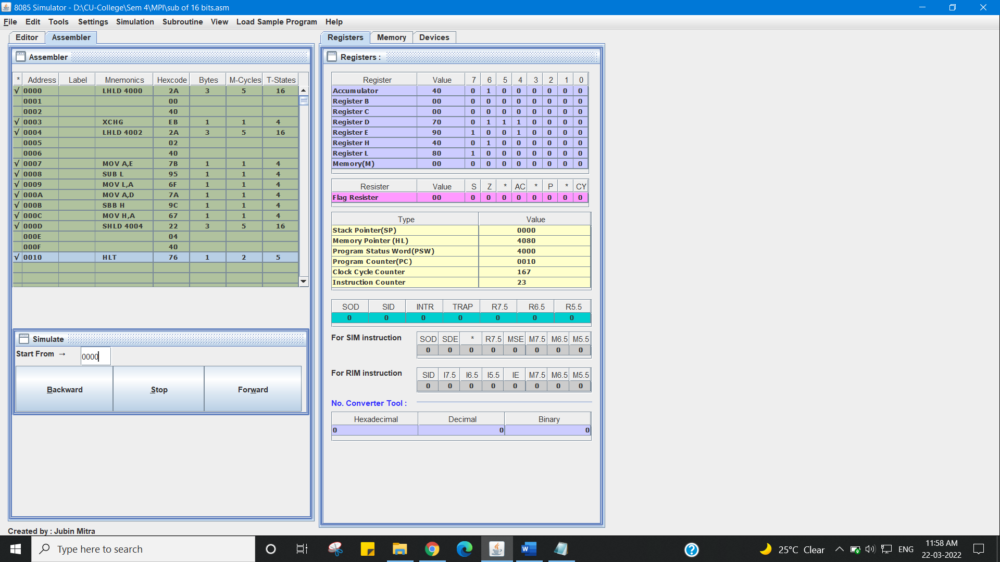 8085 Simulator - D:\CU-College\Sem 4\MPI\sub of 16 bits.asm
File Edit Tools Settings Simulation Subroutine View Load Sample Program Help
Editor Assembler
Assembler
* Address Label Mnemonics Hexcode Bytes M-Cycles T-States
√ 0000 LHLD 4000 2A 3 5 16
0001 00
0002 40
√ 0003 XCHG EB 1 1 4
√ 0004 LHLD 4002 2A 3 5 16
0005 02
0006 40
√ 0007 MOV A,E 7B 1 1 4
√ 0008 SUB L 95 1 1 4
√ 0009 MOV L,A 6F 1 1 4
√ 000A MOV A,D 7A 1 1 4
√ 000B SBB H 9C 1 1 4
√ 000C MOV H,A 67 1 1 4
√ 000D SHLD 4004 22 3 5 16
000E 04
000F 40
√ 0010 HLT 76 1 2 5
Simulate
Start From → 0000
Backward Stop Forward
Created by : Jubin Mitra
Registers Memory Devices
Registers :
Register Value 7 6 5 4 3 2 1 0
Accumulator 40 0 1 0 0 0 0 0 0
Register B 00 0 0 0 0 0 0 0 0
Register C 00 0 0 0 0 0 0 0 0
Register D 70 0 1 1 1 0 0 0 0
Register E 90 1 0 0 1 0 0 0 0
Register H 40 0 1 0 0 0 0 0 0
Register L 80 1 0 0 0 0 0 0 0
Memory(M) 00 0 0 0 0 0 0 0 0
Resister Value S Z * AC * P * CY
Flag Resister 00 0 0 0 0 0 0 0 0
Type Value
Stack Pointer(SP) 0000
Memory Pointer (HL) 4080
Program Status Word(PSW) 4000
Program Counter(PC) 0010
Clock Cycle Counter 167
Instruction Counter 23
SOD SID INTR TRAP R7.5 R6.5 R5.5
0 0 0 0 0 0 0
For SIM instruction
SOD SDE * R7.5 MSE M7.5 M6.5 M5.5
0 0 0 0 0 0 0 0
For RIM instruction
SID I7.5 I6.5 I5.5 IE M7.5 M6.5 M5.5
0 0 0 0 0 0 0 0
No. Converter Tool :
Hexadecimal Decimal Binary
0 0 0
Type here to search
25°C Clear
ENG
11:58 AM
22-03-2022